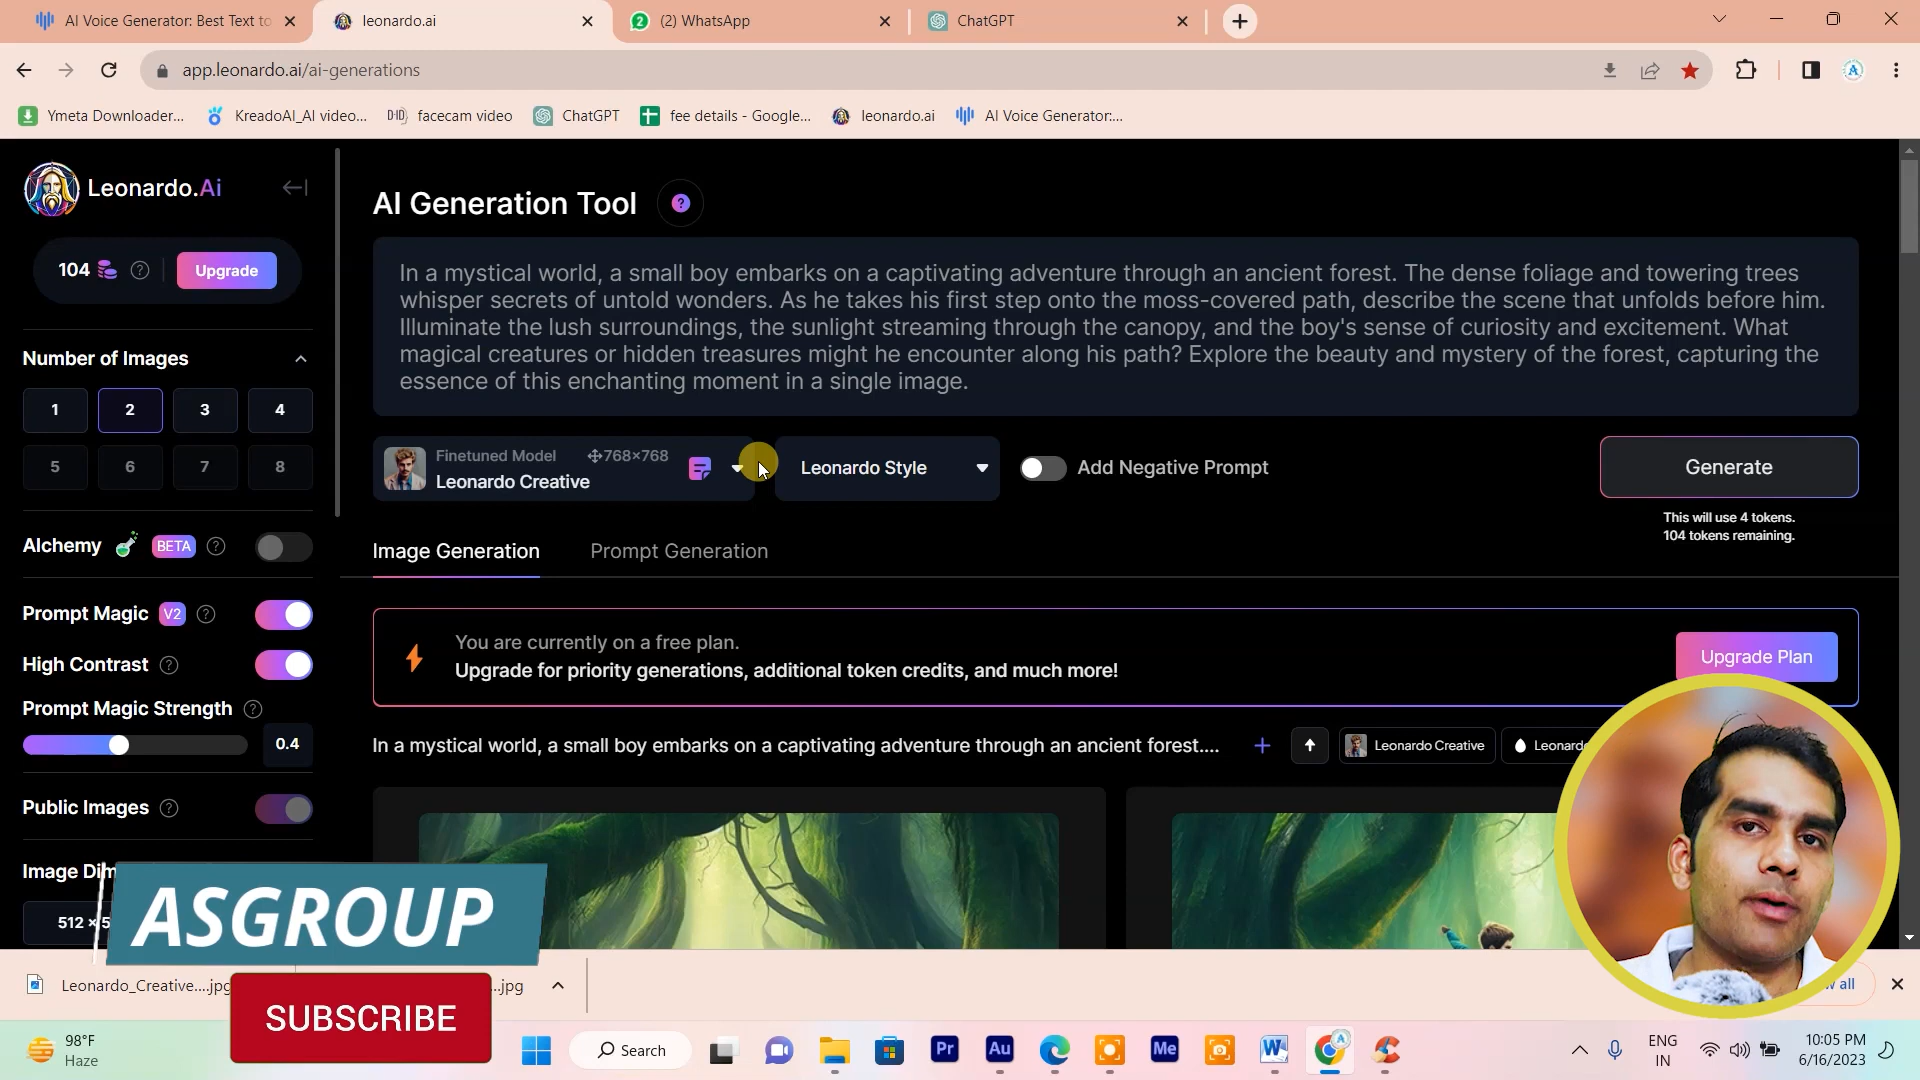 AI Voice Generator: Best Text to
leonardo.ai
(2) WhatsApp
ChatGPT
app.leonardo.ai/ai-generations
Ymeta Downloader...
KreadoAI_AI video...
facecam video
ChatGPT
fee details - Google...
leonardo.ai
AI Voice Generator:...
Leonardo.Ai
104
Upgrade
Number of Images
1
2
3
4
5
6
7
8
Alchemy
BETA
Prompt Magic
V2
High Contrast
Prompt Magic Strength
0.4
Public Images
Image Dim
512 × 5
AI Generation Tool
In a mystical world, a small boy embarks on a captivating adventure through an ancient forest. The dense foliage and towering trees
whisper secrets of untold wonders. As he takes his first step onto the moss-covered path, describe the scene that unfolds before him.
Illuminate the lush surroundings, the sunlight streaming through the canopy, and the boy's sense of curiosity and excitement. What
magical creatures or hidden treasures might he encounter along his path? Explore the beauty and mystery of the forest, capturing the
essence of this enchanting moment in a single image.
Finetuned Model
768×768
Leonardo Creative
Leonardo Style
Add Negative Prompt
Generate
This will use 4 tokens.
104 tokens remaining.
Image Generation
Prompt Generation
You are currently on a free plan.
Upgrade for priority generations, additional token credits, and much more!
Upgrade Plan
In a mystical world, a small boy embarks on a captivating adventure through an ancient forest....
Leonardo Creative
Leonardo
ASGROUP
SUBSCRIBE
Leonardo_Creative....jpg
...jpg
all
98°F
Haze
Search
Pr
Au
Me
ENG
IN
10:05 PM
6/16/2023